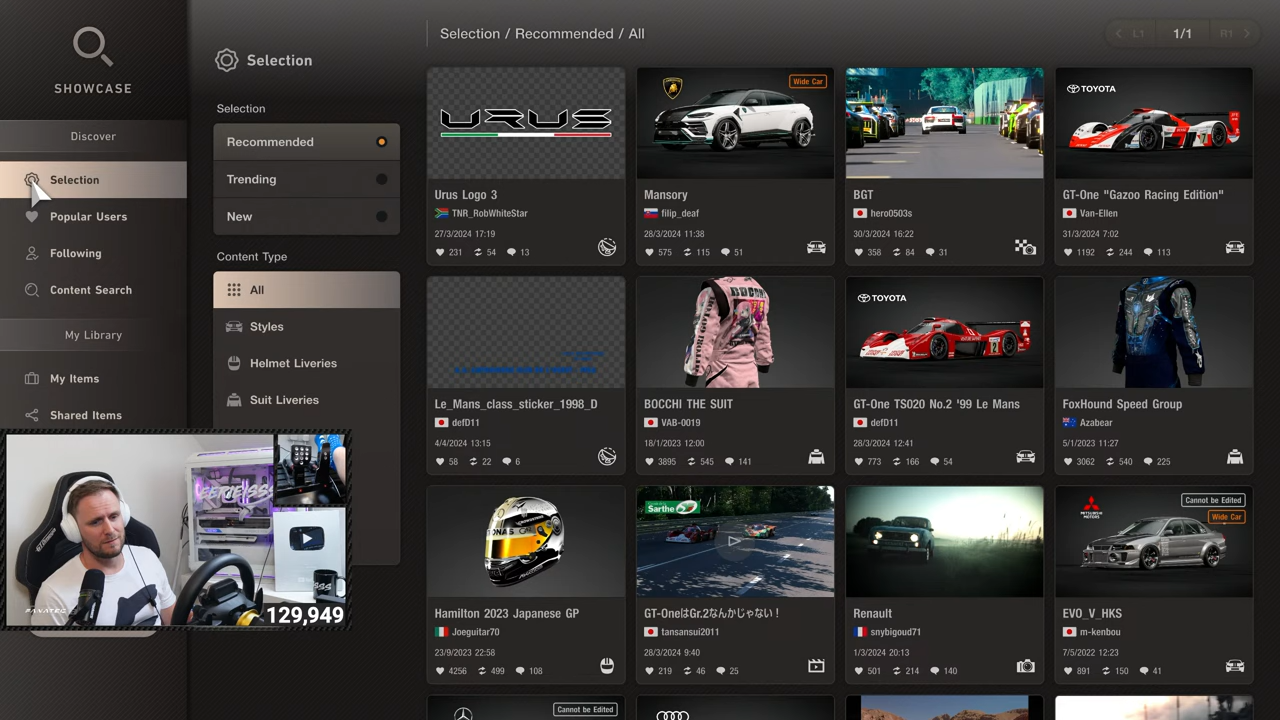 SHOWCASE
Discover
Selection
Popular Users
Following
Content Search
My Library
My Items
Shared Items
Selection
Selection
Recommended
Trending
New
Content Type
All
Styles
Helmet Liveries
Suit Liveries
FANATEC
129,949
Selection / Recommended / All
L1
1/1
R1
URUS
Urus Logo 3
TNR_RobWhiteStar
27/3/2024 17:19
231 54 13
Wide Car
Mansory
filip_deaf
28/3/2024 11:38
575 115 51
BGT
hero0503s
30/3/2024 16:22
358 84 31
TOYOTA
GT-One "Gazoo Racing Edition"
Van-Ellen
31/3/2024 7:02
1192 244 113
Le_Mans_class_sticker_1998_D
defD11
4/4/2024 13:15
58 22 6
BOCCHI
BOCCHI THE SUIT
VAB-0019
18/1/2023 12:00
3895 545 141
TOYOTA
GT-One TS020 No.2 '99 Le Mans
defD11
28/3/2024 12:41
773 166 54
FoxHound Speed Group
Azabear
5/1/2023 11:27
3062 540 225
Hamilton 2023 Japanese GP
Joeguitar70
23/9/2023 22:58
4256 499 108
Sarthe
GT-OneはGr.2なんかじゃない！
tansansui2011
28/3/2024 9:40
219 46 25
Renault
snybigoud71
1/3/2024 20:13
501 214 140
Cannot be Edited
Wide Car
MITSUBISHI
MOTORS
EVO_V_HKS
m-kenbou
7/5/2022 12:23
891 150 41
Cannot be Edited